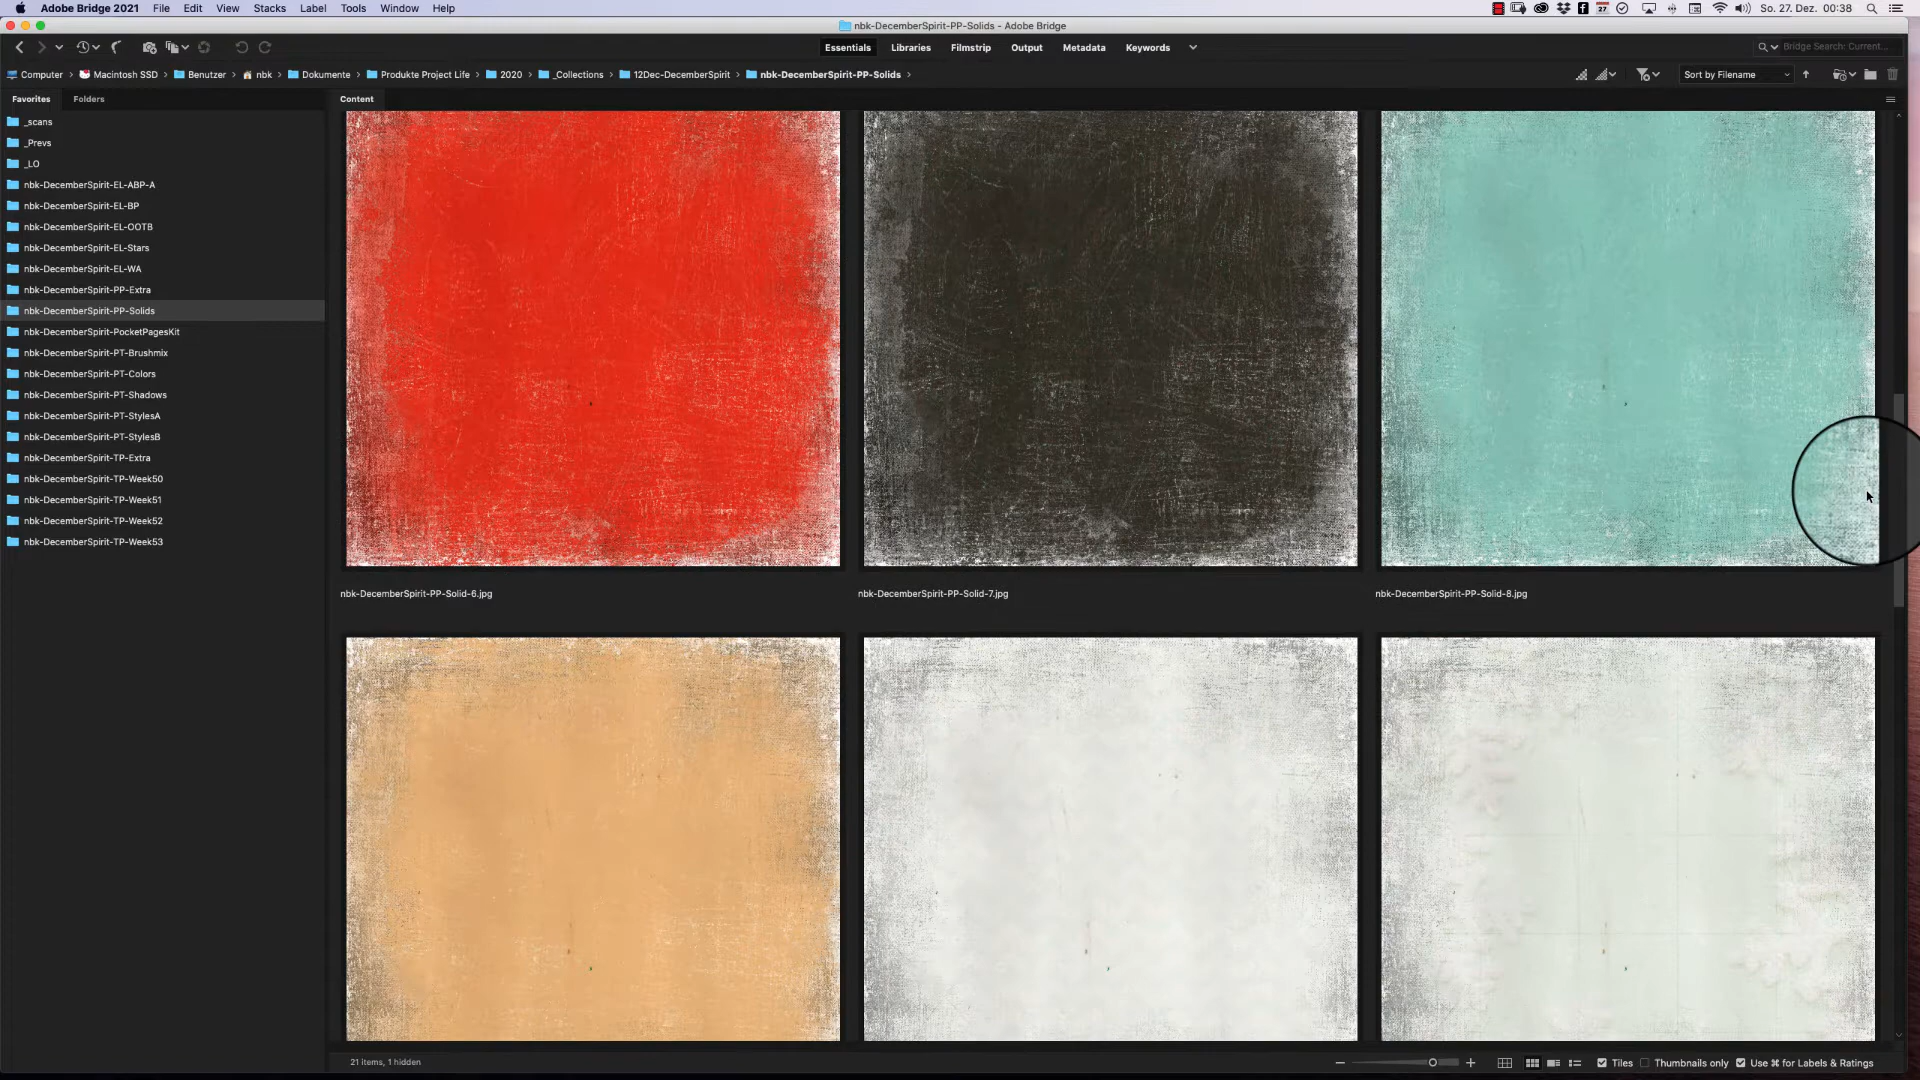 Adobe Bridge 2021 File Edit View Stacks Label Tools Window Help So. 27. Dez. 00:38
nbk-DecemberSpirit-PP-Solids - Adobe Bridge
Essentials Libraries Filmstrip Output Metadata Keywords Bridge Search: Current...
Computer Macintosh SSD Benutzer nbk Dokumente Produkte Project Life 2020 _Collections 12Dec-DecemberSpirit nbk-DecemberSpirit-PP-Solids Sort by Filename
Favorites Folders Content
_scans
_Prevs
_LO
nbk-DecemberSpirit-EL-ABP-A
nbk-DecemberSpirit-EL-BP
nbk-DecemberSpirit-EL-OOTB
nbk-DecemberSpirit-EL-Stars
nbk-DecemberSpirit-EL-WA
nbk-DecemberSpirit-PP-Extra
nbk-DecemberSpirit-PP-Solids
nbk-DecemberSpirit-PocketPagesKit
nbk-DecemberSpirit-PT-Brushmix
nbk-DecemberSpirit-PT-Colors
nbk-DecemberSpirit-PT-Shadows
nbk-DecemberSpirit-PT-StylesA
nbk-DecemberSpirit-PT-StylesB
nbk-DecemberSpirit-TP-Extra
nbk-DecemberSpirit-TP-Week50
nbk-DecemberSpirit-TP-Week51
nbk-DecemberSpirit-TP-Week52
nbk-DecemberSpirit-TP-Week53
nbk-DecemberSpirit-PP-Solid-6.jpg nbk-DecemberSpirit-PP-Solid-7.jpg nbk-DecemberSpirit-PP-Solid-8.jpg
21 items, 1 hidden Tiles Thumbnails only Use ⌘ for Labels & Ratings